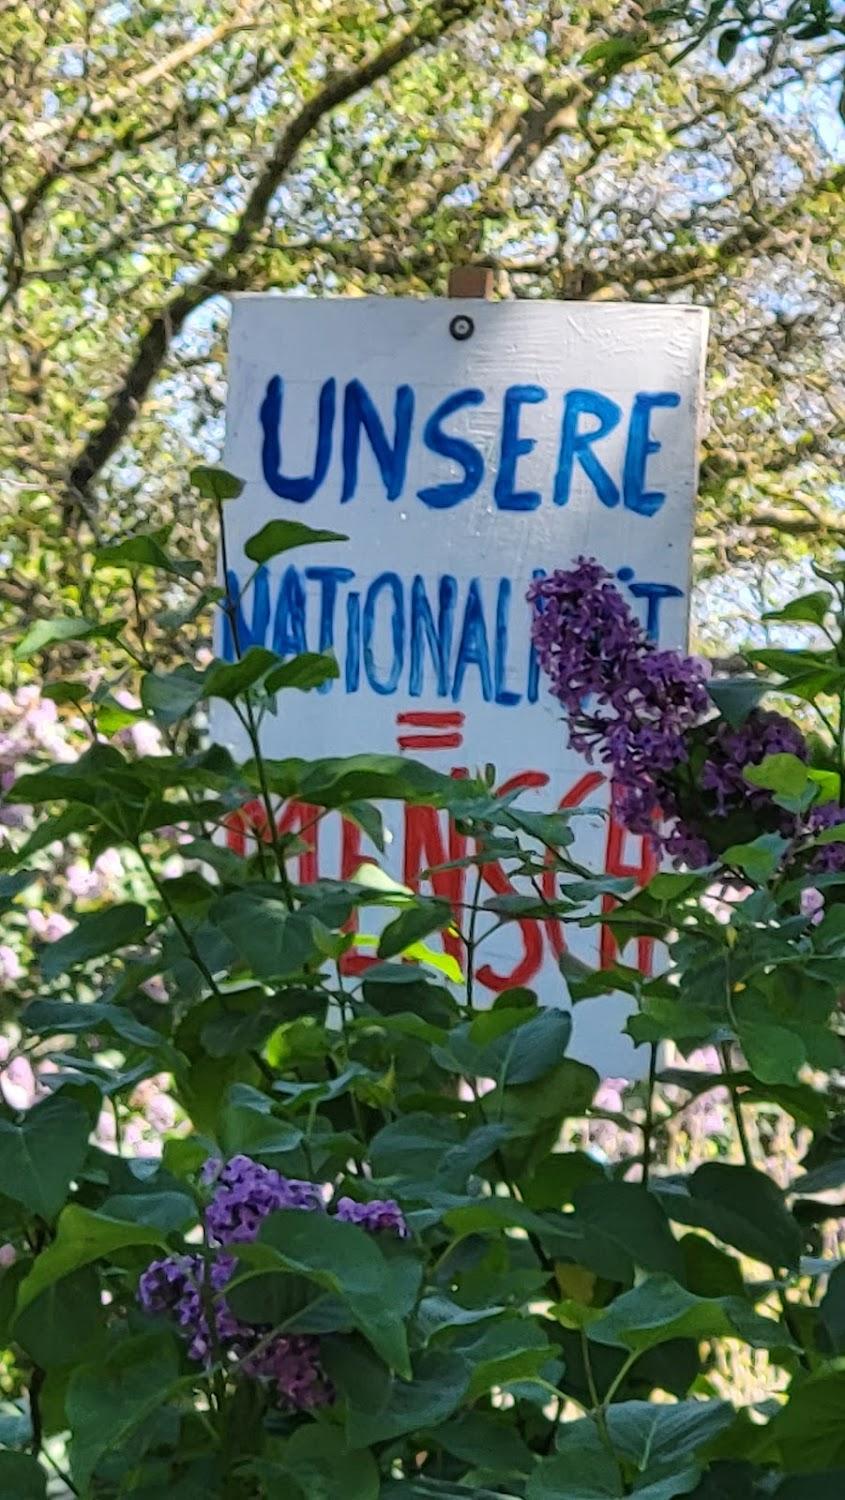 UNSERE
NATIONALITÄT
=
MENSCH